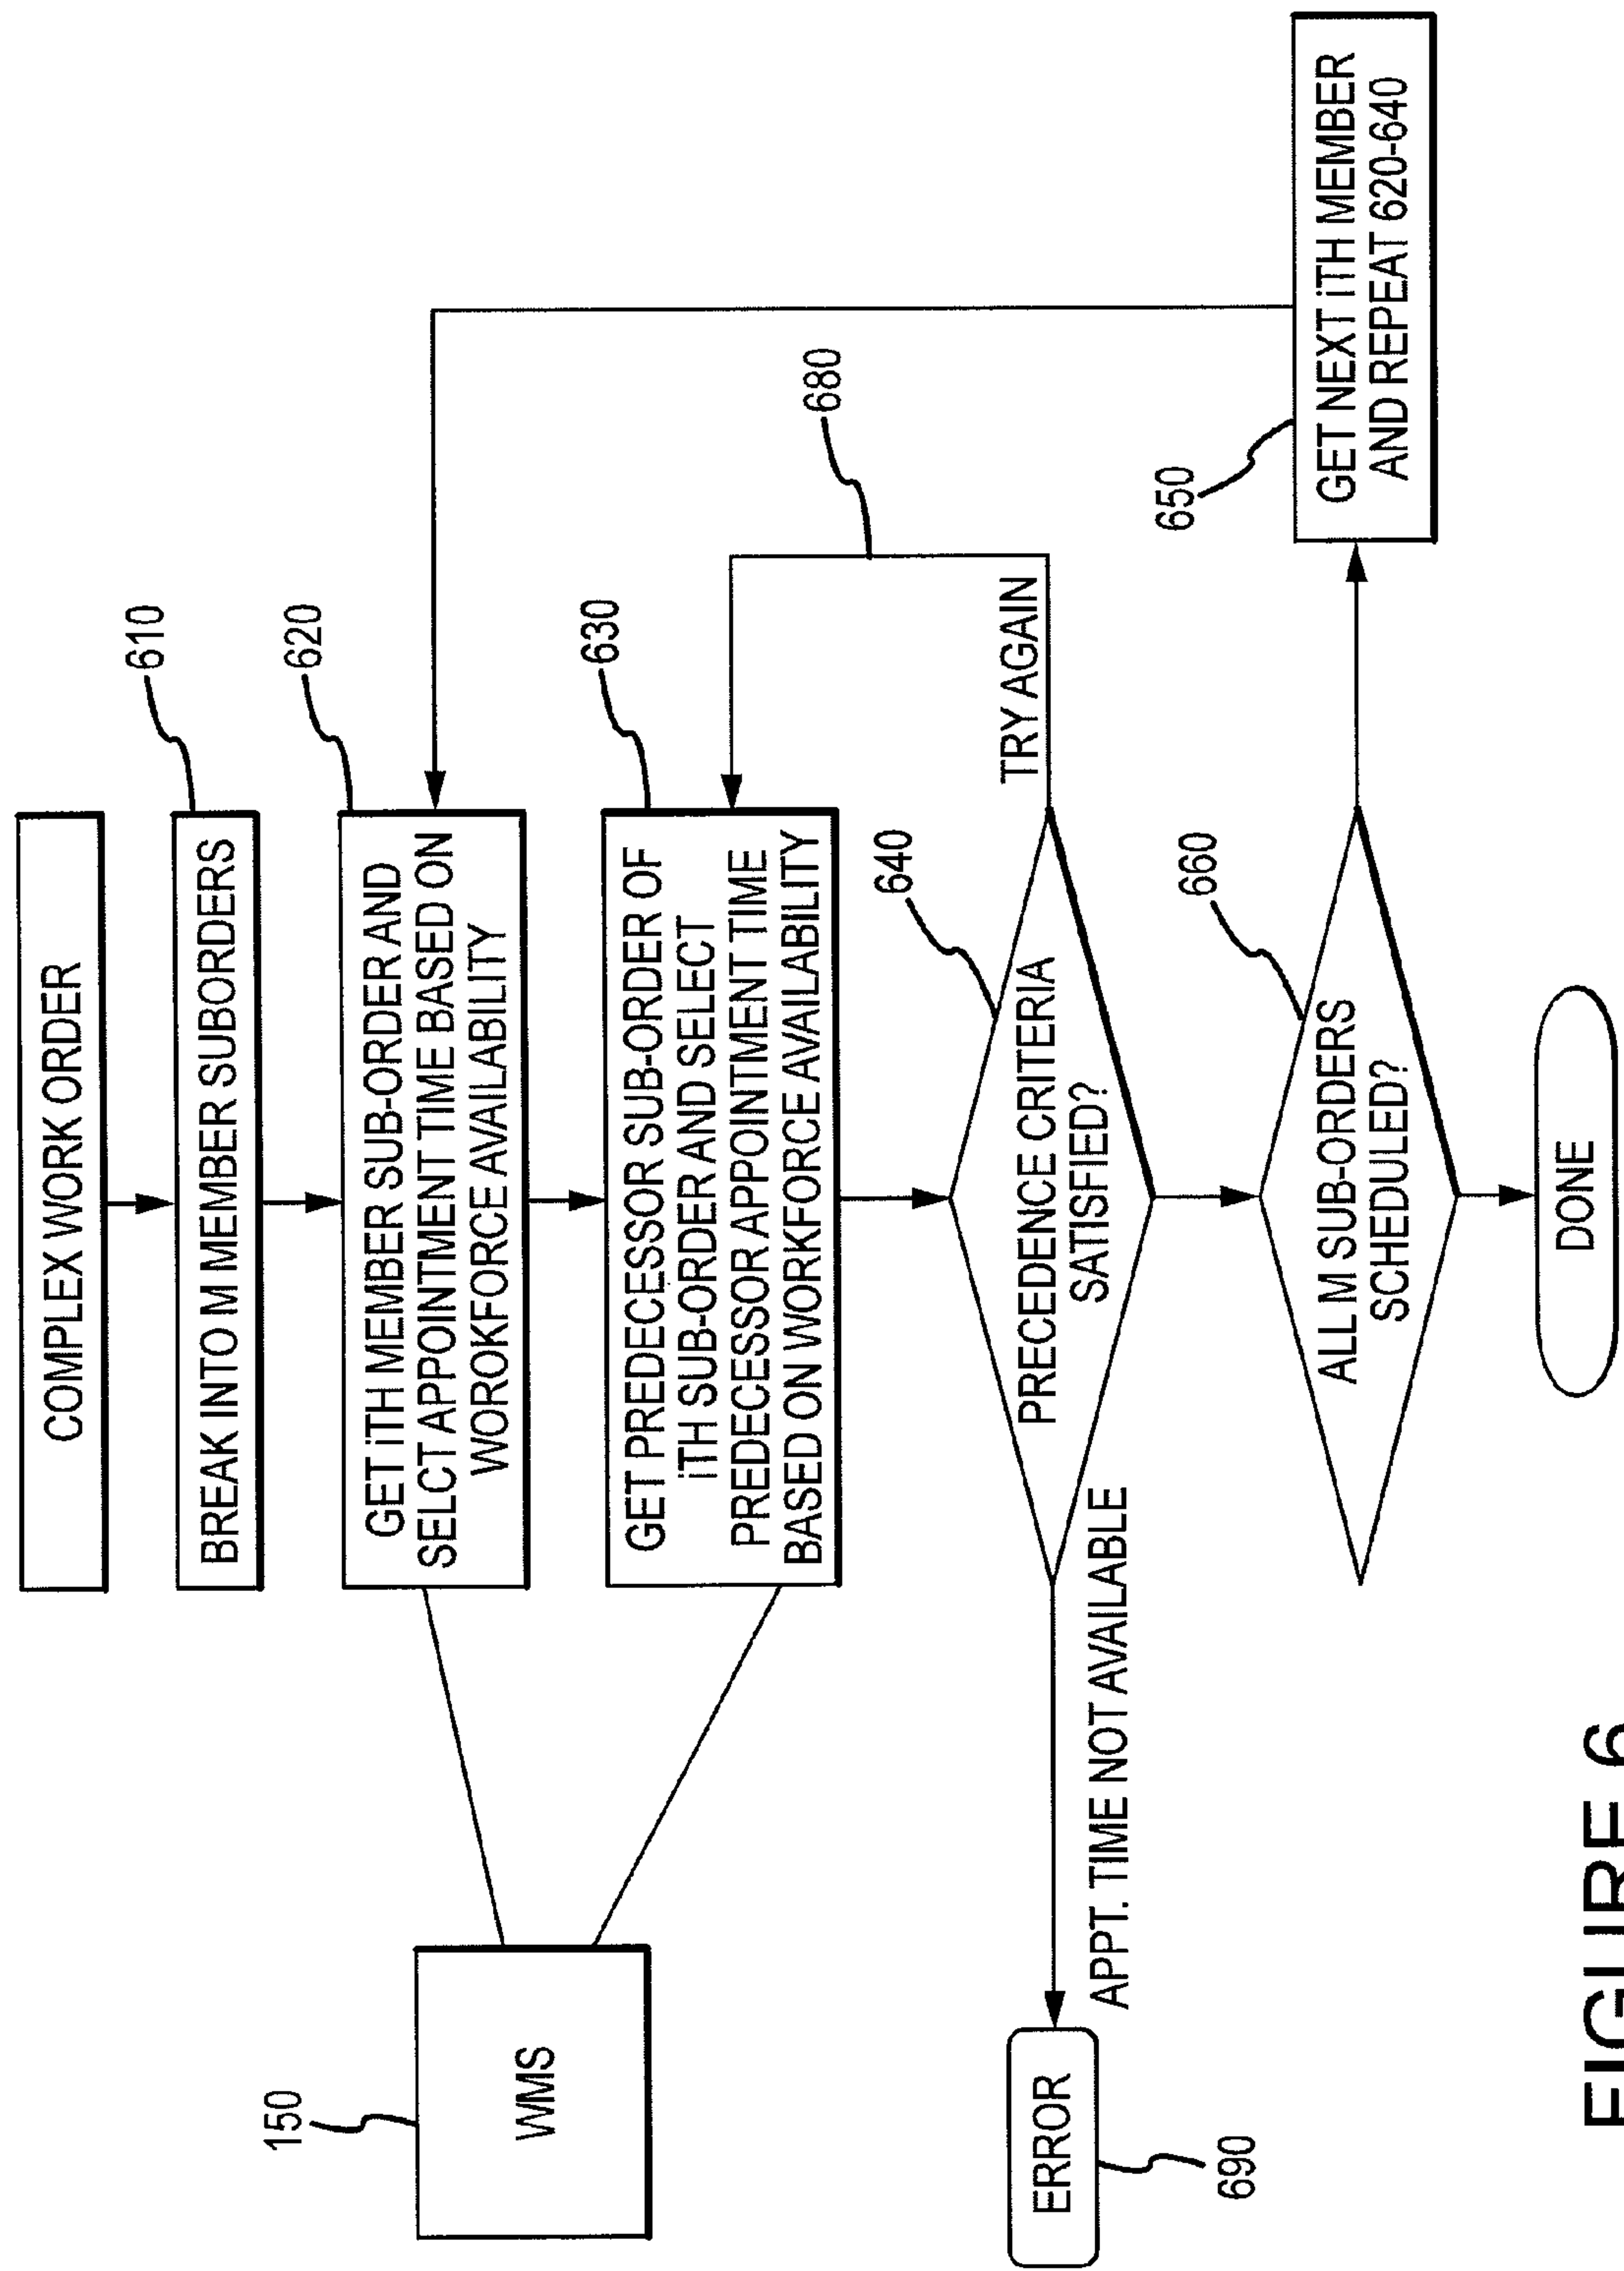 COMPLEX WORK ORDER
610
BREAK INTO M MEMBER SUBORDERS
620
GET iTH MEMBER SUB-ORDER AND
SELCT APPOINTMENT TIME BASED ON
WOROKFORCE AVAILABILITY
150
WMS
630
GET PREDECESSOR SUB-ORDER OF
iTH SUB-ORDER AND SELECT
PREDECESSOR APPOINTMENT TIME
BASED ON WORKFORCE AVAILABILITY
680
TRY AGAIN
640
PRECEDENCE CRITERIA
SATISFIED?
APPT. TIME NOT AVAILABLE
ERROR
690
660
ALL M SUB-ORDERS
SCHEDULED?
650
GET NEXT iTH MEMBER
AND REPEAT 620-640
DONE
FIGURE 6